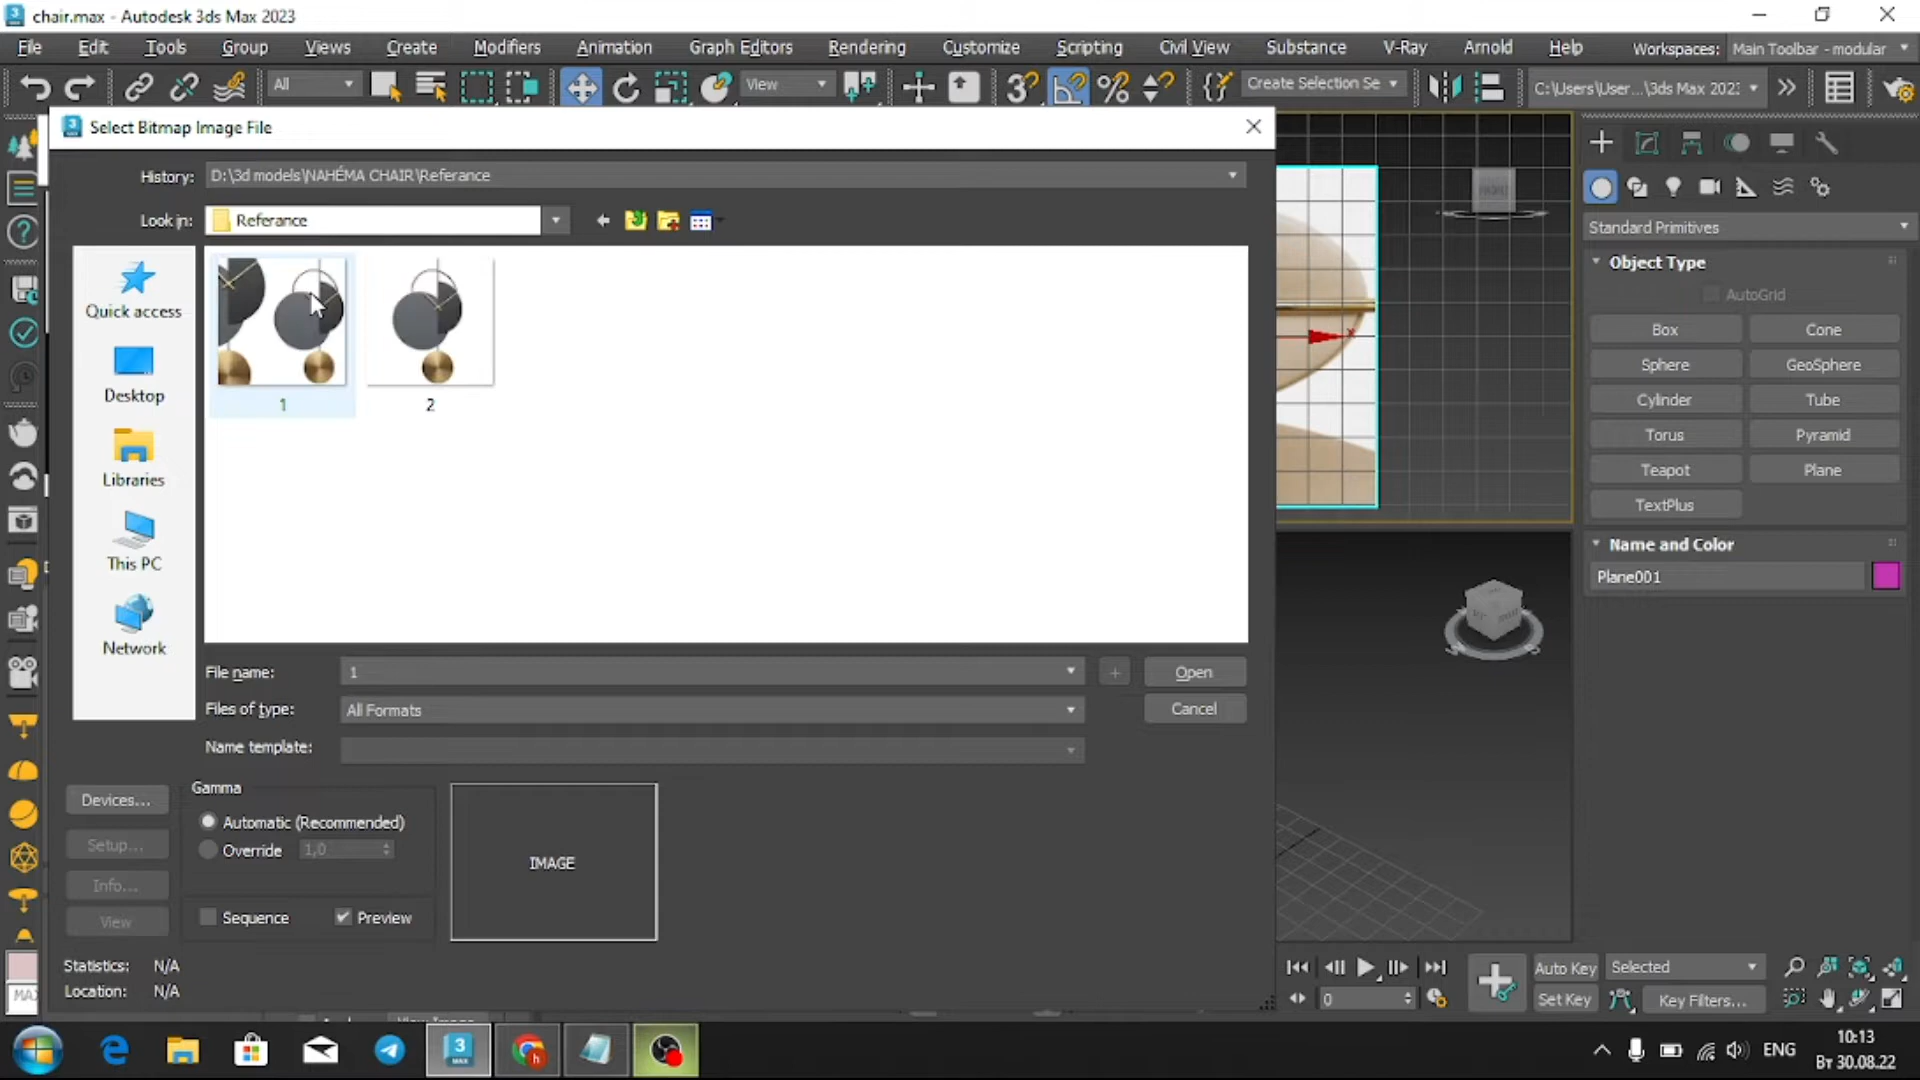 chair.max - Autodesk 3ds Max 2023
File Edit Tools Group Views Create Modifiers Animation Graph Editors Rendering Customize Scripting Civil View Substance V-Ray Arnold Help Workspaces: Main Toolbar - modular
All View Create Selection Se C:\Users\User...\3ds Max 202:
Select Bitmap Image File
History: D:\3d models\NAHÉMA CHAIR\Referance
Look in: Referance
Standard Primitives
Object Type
AutoGrid
Box Cone
Sphere GeoSphere
Cylinder Tube
Torus Pyramid
Teapot Plane
TextPlus
Name and Color
Plane001
Quick access
Desktop
Libraries
This PC
Network
1 2
File name: 1 + Open
Files of type: All Formats Cancel
Name template:
Devices...
Setup...
Info...
View
Gamma
Automatic (Recommended)
Override 1,0
Sequence Preview
IMAGE
Statistics: N/A
Location: N/A
MAX
0
Auto Key Selected
Set Key Key Filters...
3
MAX
h
ENG
10:13
Вт 30.08.22